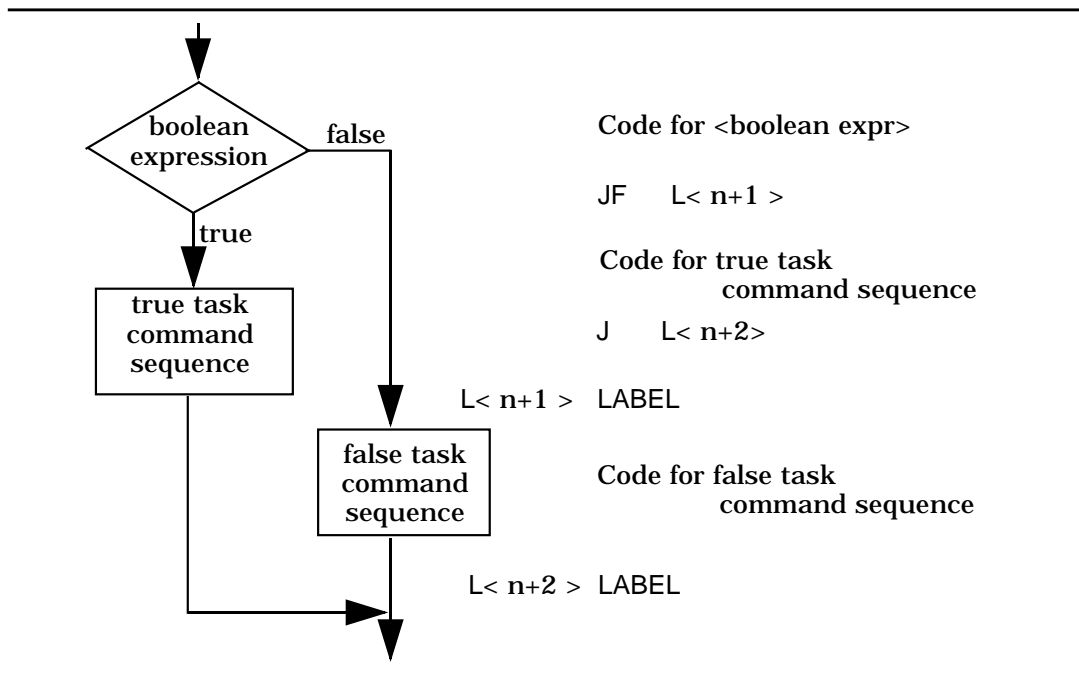 boolean
expression
false
true
true task
command
sequence
false task
command
sequence
Code for <boolean expr>
JF L< n+1 >
Code for true task
command sequence
J L< n+2>
L< n+1 > LABEL
Code for false task
command sequence
L< n+2 > LABEL